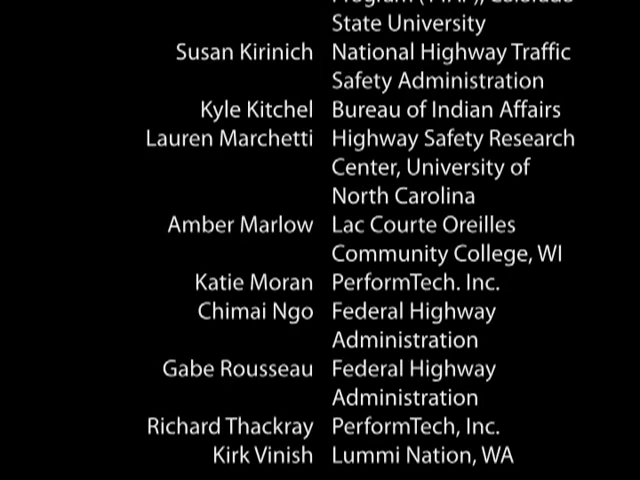 State University
Susan Kirinich National Highway Traffic
Safety Administration
Kyle Kitchel Bureau of Indian Affairs
Lauren Marchetti Highway Safety Research
Center, University of
North Carolina
Amber Marlow Lac Courte Oreilles
Community College, WI
Katie Moran PerformTech. Inc.
Chimai Ngo Federal Highway
Administration
Gabe Rousseau Federal Highway
Administration
Richard Thackray PerformTech, Inc.
Kirk Vinish Lummi Nation, WA